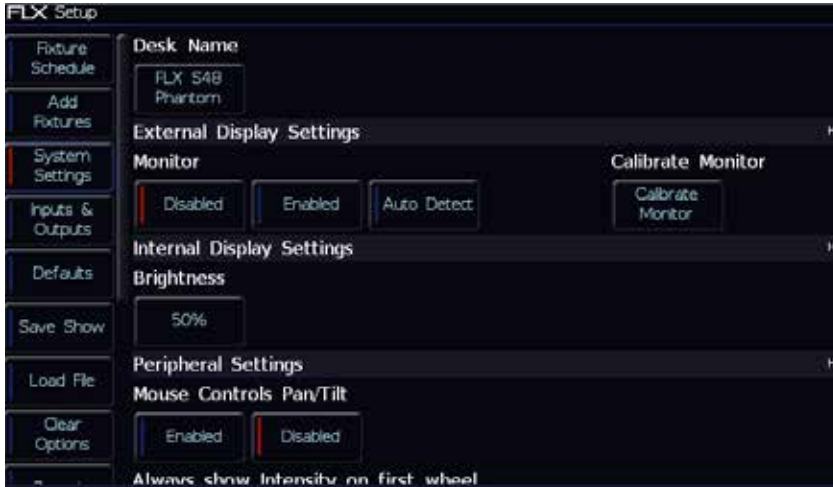 FLX Setup
Fixture
Schedule
Add
Fixtures
System
Settings
Inputs &
Outputs
Defaults
Save Show
Load File
Clear
Options
Desk Name
FLX S48
Phantom
External Display Settings
Monitor
Disabled
Enabled
Auto Detect
Calibrate Monitor
Calibrate
Monitor
Internal Display Settings
Brightness
50%
Peripheral Settings
Mouse Controls Pan/Tilt
Enabled
Disabled
Always show Intensity on first wheel